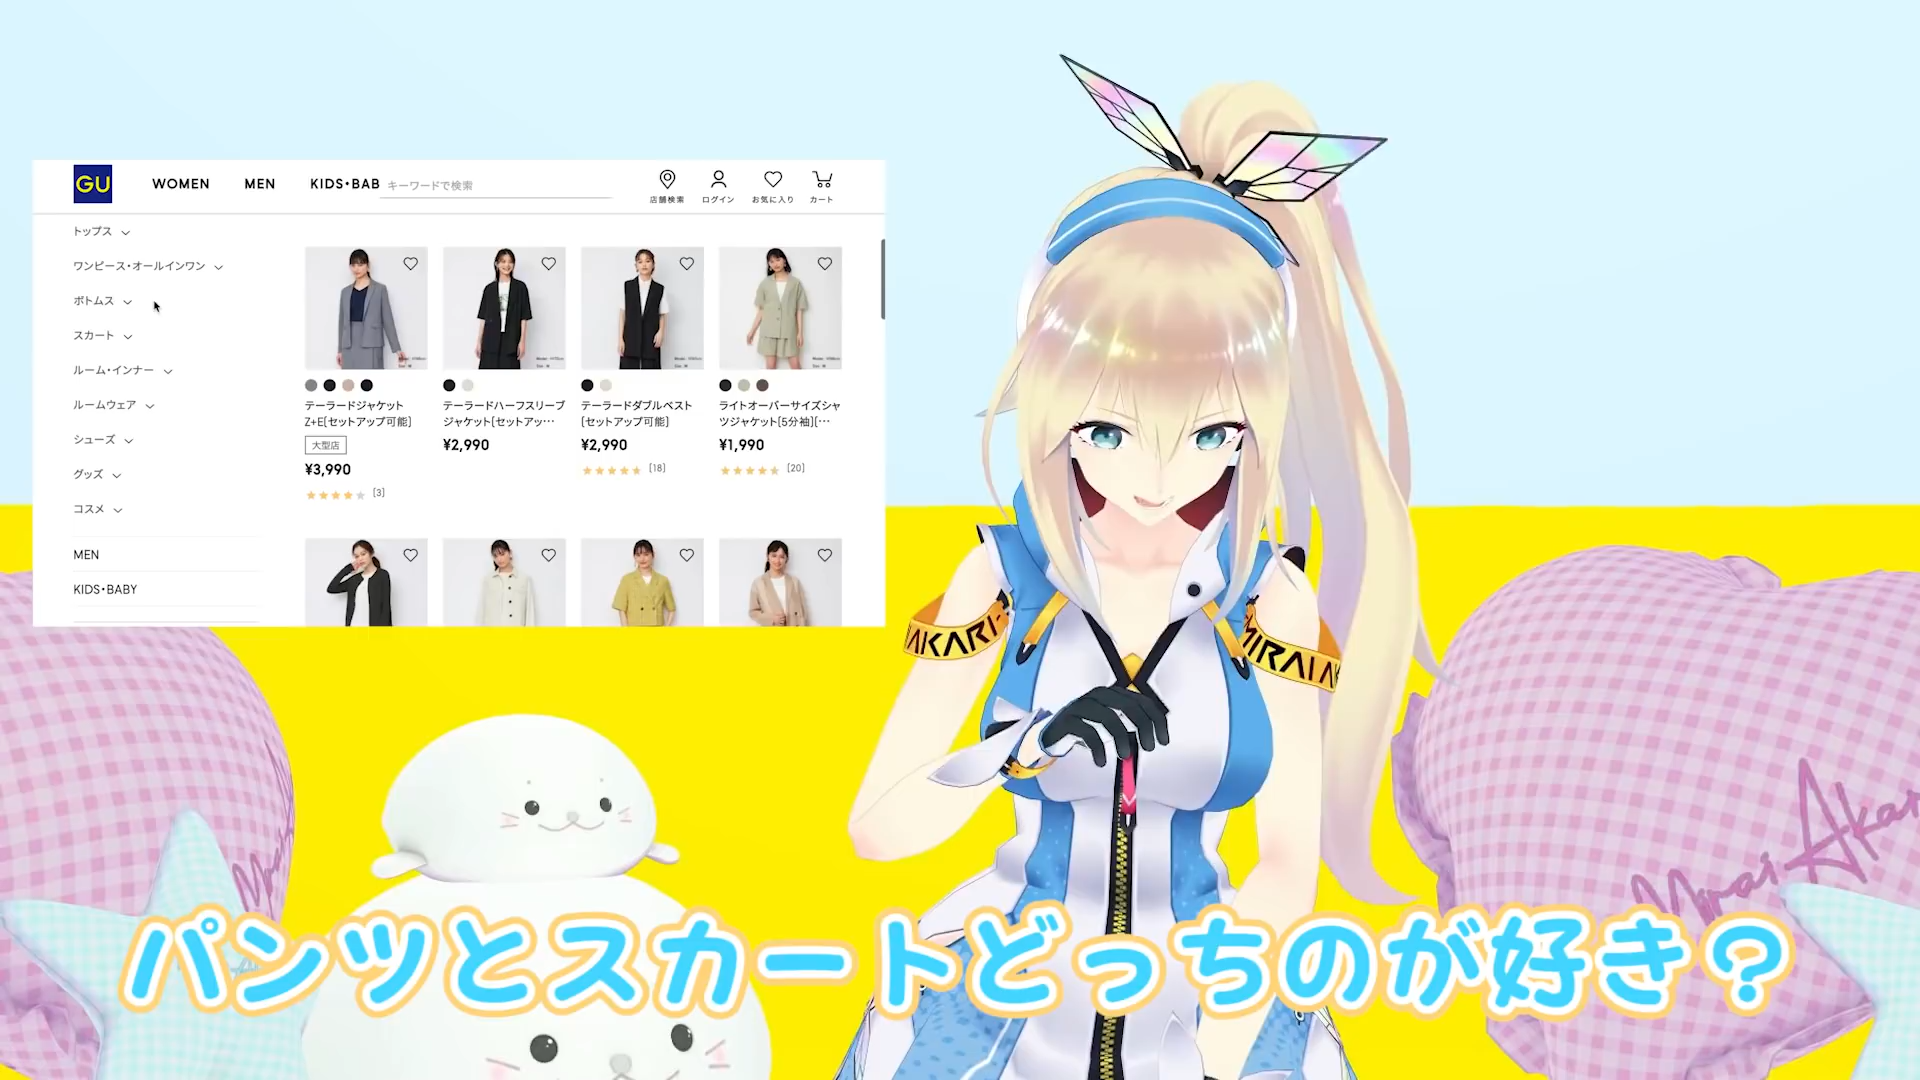 GU
WOMEN
MEN
KIDS•BAB
キーワードで検索
店舗検索
ログイン
お気に入り
カート
トップス
ワンピース・オールインワン
ボトムス
スカート
ルーム・インナー
ルームウェア
シューズ
グッズ
コスメ
MEN
KIDS•BABY
テーラードジャケット
Z+E(セットアップ可能)
大型店
¥3,990
(3)
テーラードハーフスリーブ
ジャケット(セットアッ…
¥2,990
テーラードダブルベスト
(セットアップ可能)
¥2,990
(18)
ライトオーバーサイズシャ
ツジャケット(5分袖)(…
¥1,990
(20)
AKARI
MIRAI AK
Mirai Akari
パンツとスカートどっちのが好き？